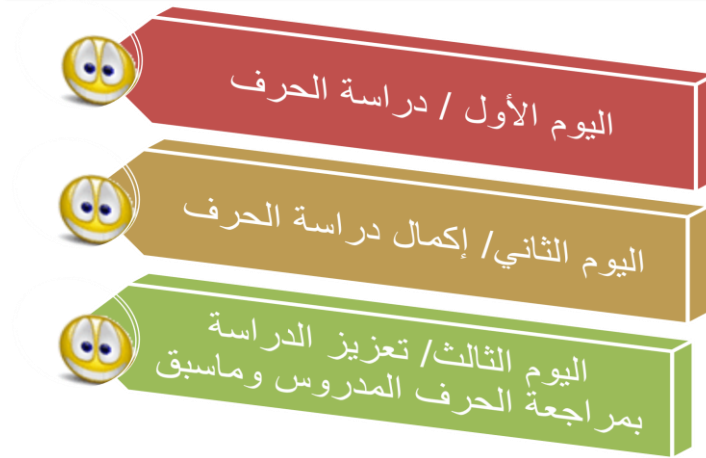 اليوم الأول / دراسة الحرف
اليوم الثاني/ إكمال دراسة الحرف
اليوم الثالث/ تعزيز الدراسة
بمراجعة الحرف المدروس وماسبق